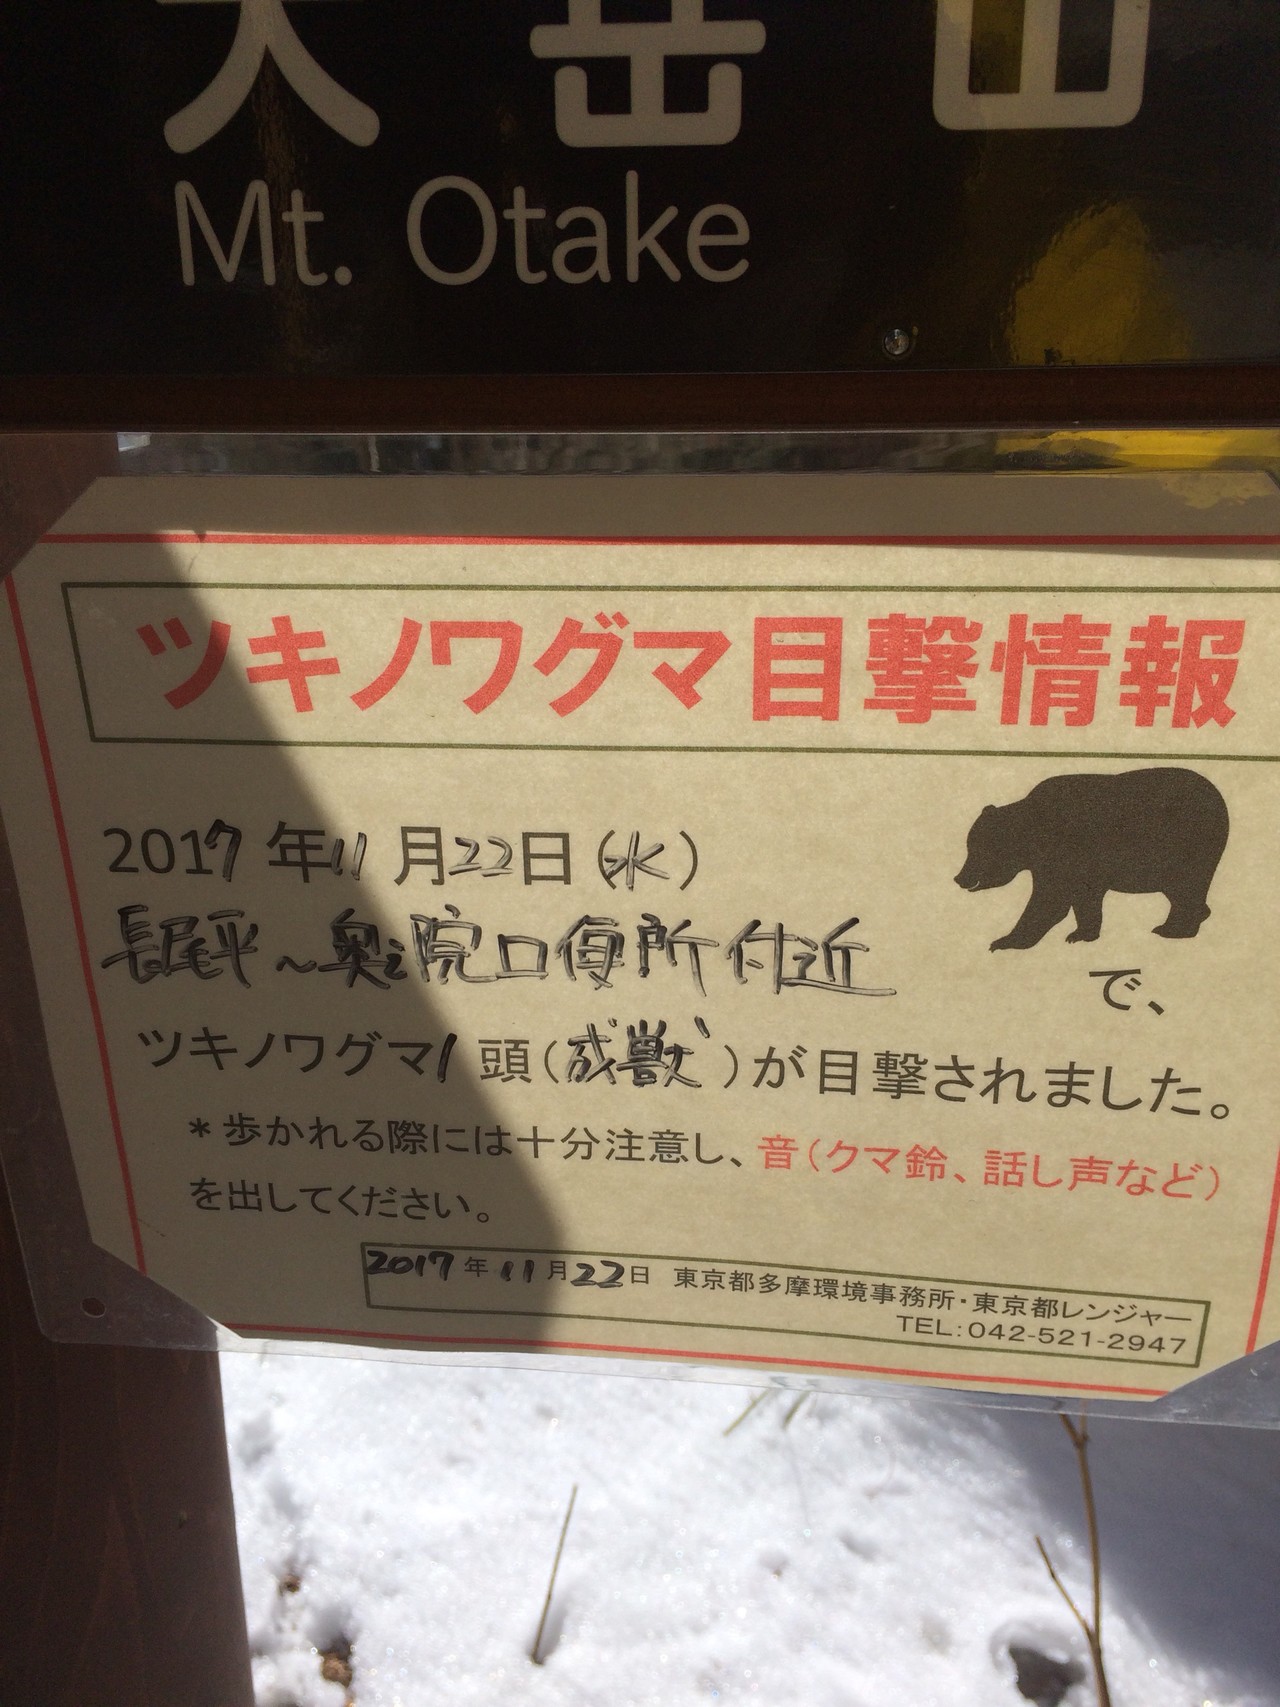 大岳山
Mt. Otake
ツキノワグマ目撃情報
2017年11月22日(水)
長尾平~奥之院口便所付近
で、
ツキノワグマ1頭(成獣)が目撃されました。
*歩かれる際には十分注意し、音(クマ鈴、話し声など)
を出してください。
2017年11月22日 東京都多摩環境事務所・東京都レンジャー
TEL:042-521-2947